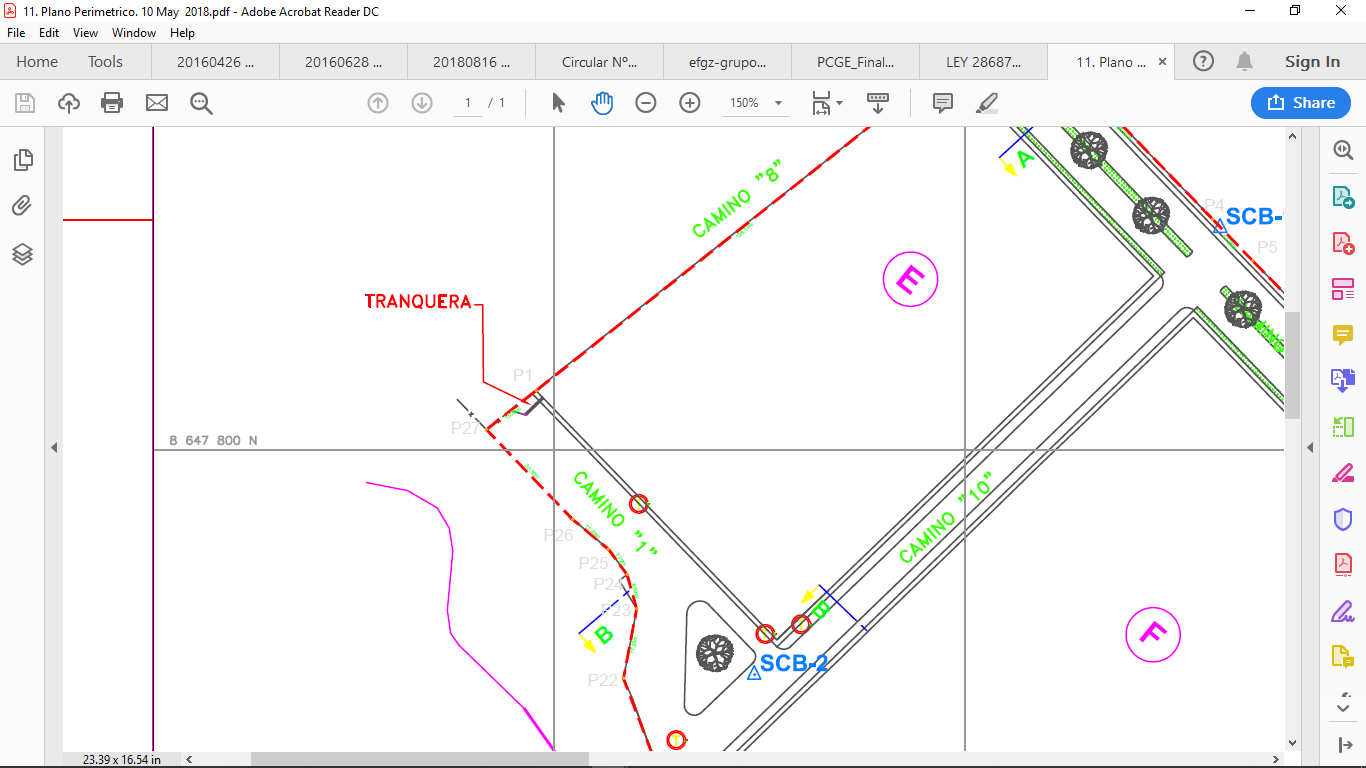 11. Plano Perimetrico. 10 May 2018.pdf - Adobe Acrobat Reader DC
File Edit View Window Help
Home Tools 20160426 ... 20160628 ... 20180816 ... Circular Nº... efgz-grupo... PCGE_Final... LEY 28687... 11. Plano ... × ? Sign In
1 / 1 150% Share
CAMINO "8"
A
P4
SCB-
P5
E
TRANQUERA
P1
P27
8 647 800 N
CAMINO "1"
CAMINO "10"
P26
P25
P24
P23
B
B
F
SCB-2
P22
23.39 x 16.54 in